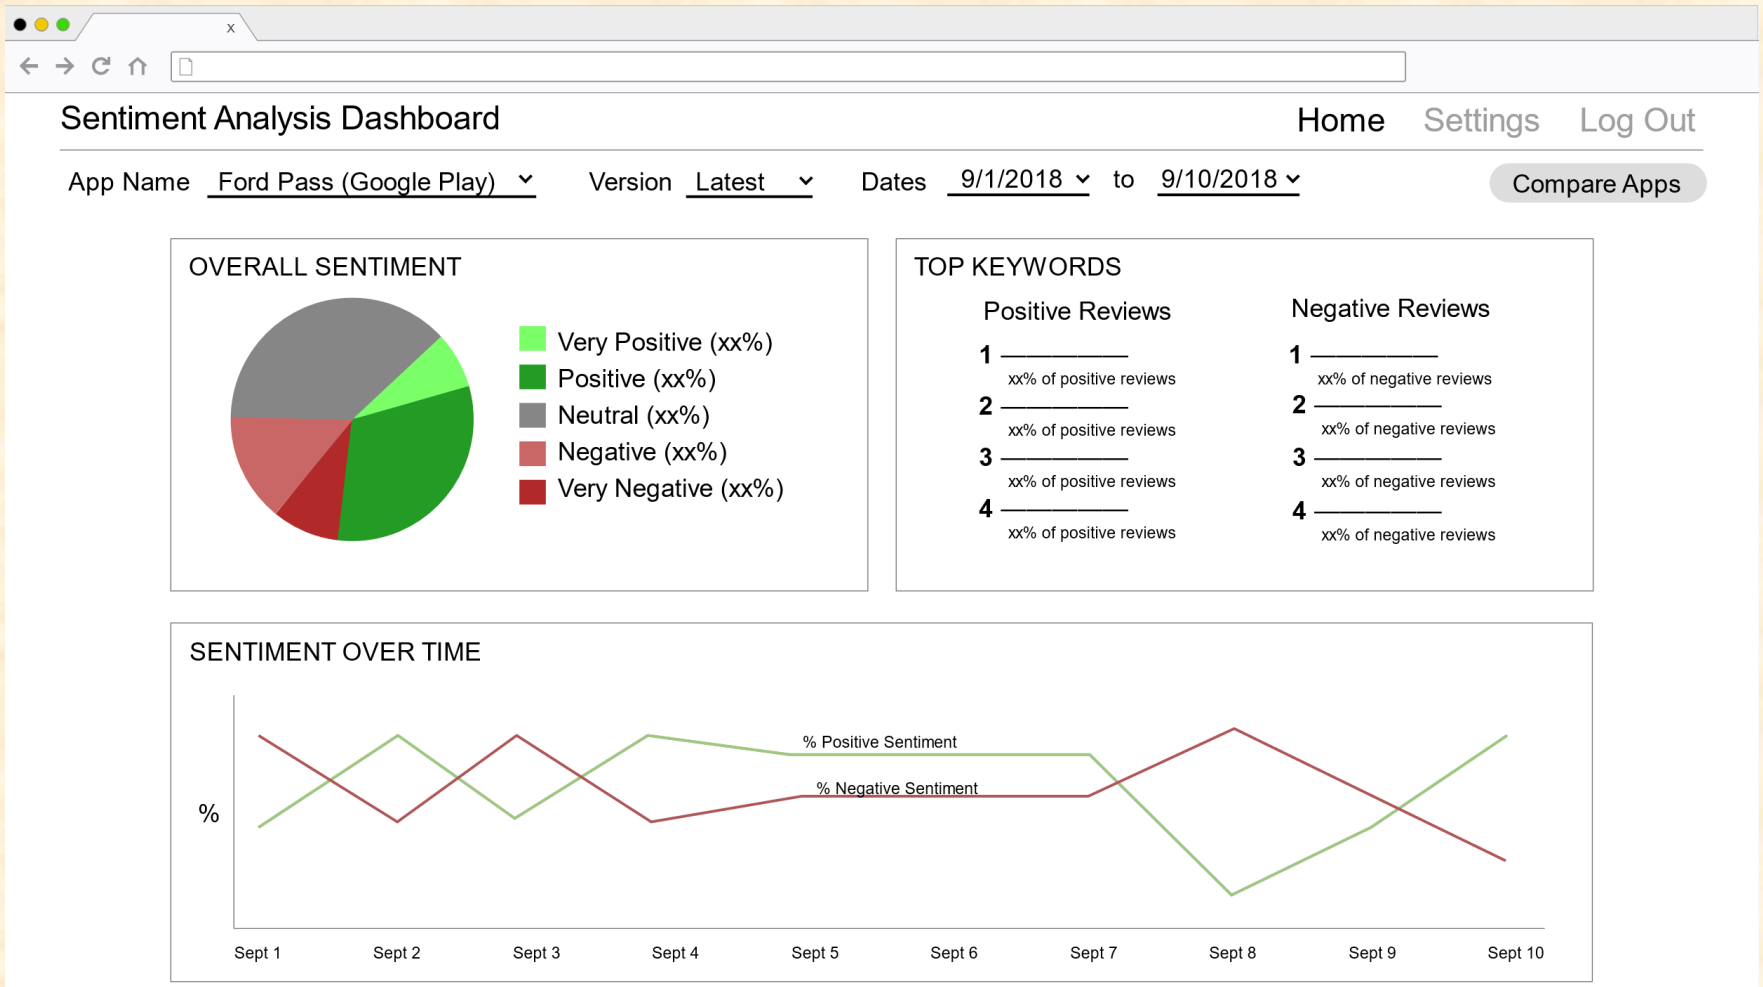 x
Sentiment Analysis Dashboard
Home Settings Log Out
App Name Ford Pass (Google Play) Version Latest Dates 9/1/2018 to 9/10/2018 Compare Apps
OVERALL SENTIMENT
Very Positive (xx%)
Positive (xx%)
Neutral (xx%)
Negative (xx%)
Very Negative (xx%)
TOP KEYWORDS
Positive Reviews
1
xx% of positive reviews
2
xx% of positive reviews
3
xx% of positive reviews
4
xx% of positive reviews
Negative Reviews
1
xx% of negative reviews
2
xx% of negative reviews
3
xx% of negative reviews
4
xx% of negative reviews
SENTIMENT OVER TIME
% Positive Sentiment
% Negative Sentiment
%
Sept 1 Sept 2 Sept 3 Sept 4 Sept 5 Sept 6 Sept 7 Sept 8 Sept 9 Sept 10